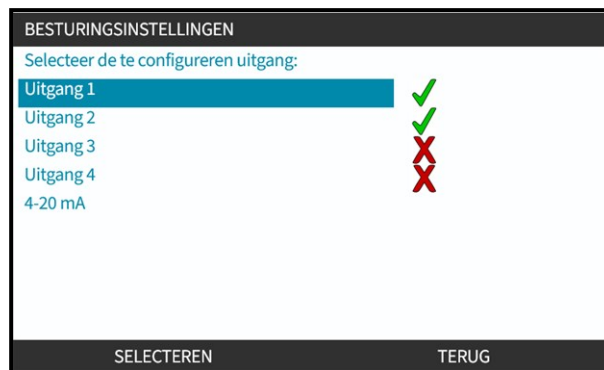 BESTURINGSINSTELLINGEN
Selecteer de te configureren uitgang:
Uitgang 1
Uitgang 2
Uitgang 3
Uitgang 4
4-20 mA
SELECTEREN TERUG